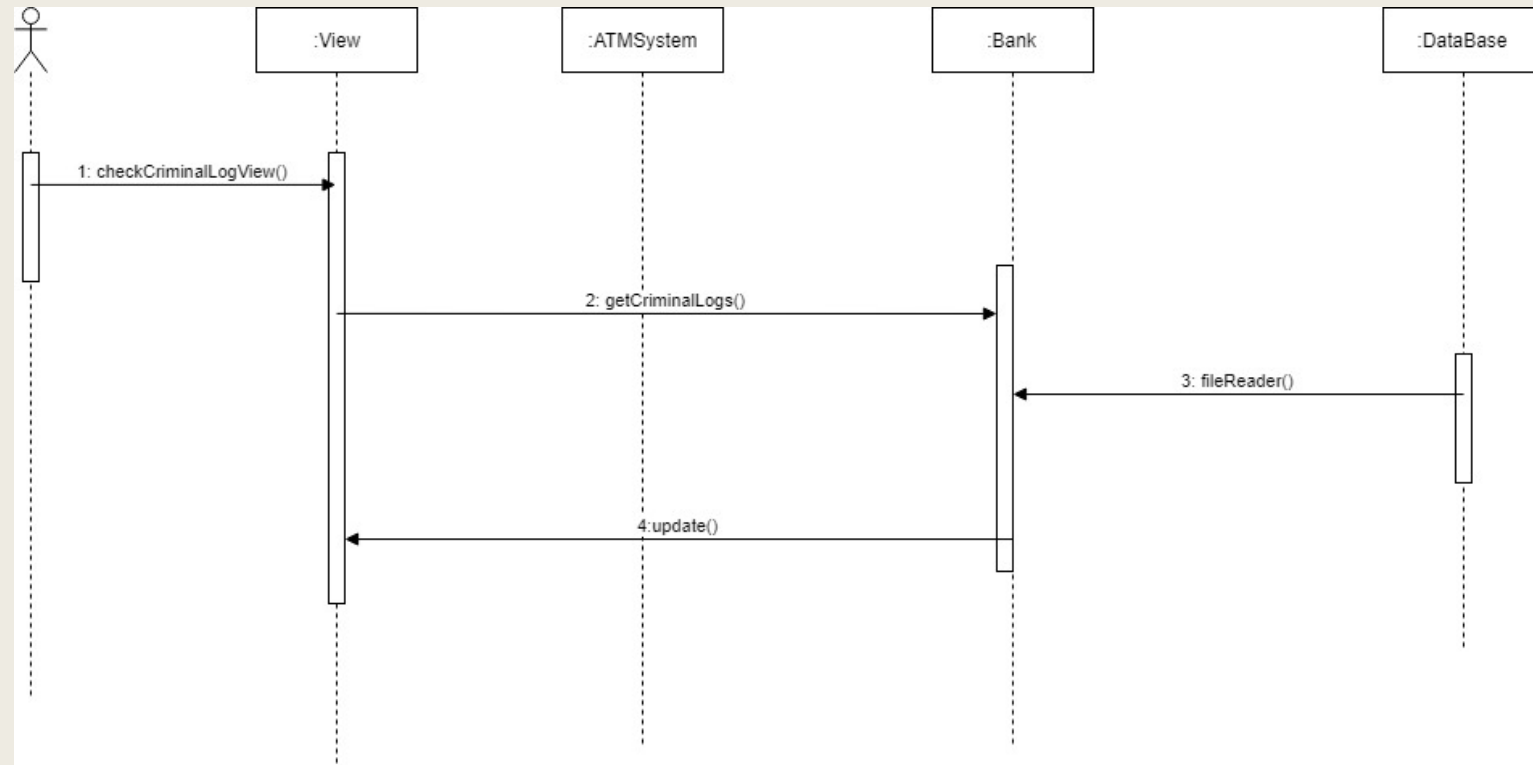 :View
:ATMSystem
:Bank
:DataBase
1: checkCriminalLogView()
2: getCriminalLogs()
3: fileReader()
4:update()